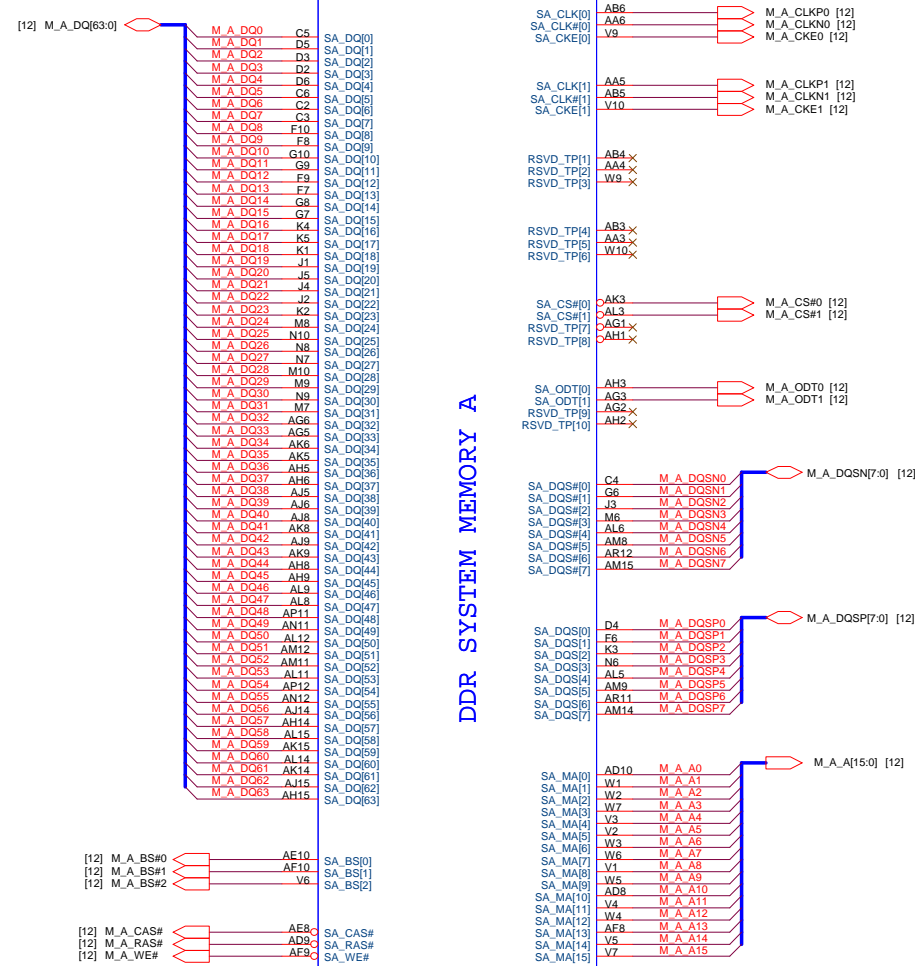 [12] M_A_DQ[63:0]
M_A_DQ0 C5 SA_DQ[0]
M_A_DQ1 D5 SA_DQ[1]
M_A_DQ2 D3 SA_DQ[2]
M_A_DQ3 D2 SA_DQ[3]
M_A_DQ4 D6 SA_DQ[4]
M_A_DQ5 C6 SA_DQ[5]
M_A_DQ6 C2 SA_DQ[6]
M_A_DQ7 C3 SA_DQ[7]
M_A_DQ8 F10 SA_DQ[8]
M_A_DQ9 F8 SA_DQ[9]
M_A_DQ10 G10 SA_DQ[10]
M_A_DQ11 G9 SA_DQ[11]
M_A_DQ12 F9 SA_DQ[12]
M_A_DQ13 F7 SA_DQ[13]
M_A_DQ14 G8 SA_DQ[14]
M_A_DQ15 G7 SA_DQ[15]
M_A_DQ16 K4 SA_DQ[16]
M_A_DQ17 K5 SA_DQ[17]
M_A_DQ18 K1 SA_DQ[18]
M_A_DQ19 J1 SA_DQ[19]
M_A_DQ20 J5 SA_DQ[20]
M_A_DQ21 J4 SA_DQ[21]
M_A_DQ22 J2 SA_DQ[22]
M_A_DQ23 K2 SA_DQ[23]
M_A_DQ24 M8 SA_DQ[24]
M_A_DQ25 N10 SA_DQ[25]
M_A_DQ26 N8 SA_DQ[26]
M_A_DQ27 N7 SA_DQ[27]
M_A_DQ28 M10 SA_DQ[28]
M_A_DQ29 M9 SA_DQ[29]
M_A_DQ30 N9 SA_DQ[30]
M_A_DQ31 M7 SA_DQ[31]
M_A_DQ32 AG6 SA_DQ[32]
M_A_DQ33 AG5 SA_DQ[33]
M_A_DQ34 AK6 SA_DQ[34]
M_A_DQ35 AK5 SA_DQ[35]
M_A_DQ36 AH5 SA_DQ[36]
M_A_DQ37 AH6 SA_DQ[37]
M_A_DQ38 AJ5 SA_DQ[38]
M_A_DQ39 AJ6 SA_DQ[39]
M_A_DQ40 AJ8 SA_DQ[40]
M_A_DQ41 AK8 SA_DQ[41]
M_A_DQ42 AJ9 SA_DQ[42]
M_A_DQ43 AK9 SA_DQ[43]
M_A_DQ44 AH8 SA_DQ[44]
M_A_DQ45 AH9 SA_DQ[45]
M_A_DQ46 AL9 SA_DQ[46]
M_A_DQ47 AL8 SA_DQ[47]
M_A_DQ48 AP11 SA_DQ[48]
M_A_DQ49 AN11 SA_DQ[49]
M_A_DQ50 AL12 SA_DQ[50]
M_A_DQ51 AM12 SA_DQ[51]
M_A_DQ52 AM11 SA_DQ[52]
M_A_DQ53 AL11 SA_DQ[53]
M_A_DQ54 AP12 SA_DQ[54]
M_A_DQ55 AN12 SA_DQ[55]
M_A_DQ56 AJ14 SA_DQ[56]
M_A_DQ57 AH14 SA_DQ[57]
M_A_DQ58 AL15 SA_DQ[58]
M_A_DQ59 AK15 SA_DQ[59]
M_A_DQ60 AL14 SA_DQ[60]
M_A_DQ61 AK14 SA_DQ[61]
M_A_DQ62 AJ15 SA_DQ[62]
M_A_DQ63 AH15 SA_DQ[63]
[12] M_A_BS#0 AE10 SA_BS[0]
[12] M_A_BS#1 AF10 SA_BS[1]
[12] M_A_BS#2 V6 SA_BS[2]
[12] M_A_CAS# AE8 SA_CAS#
[12] M_A_RAS# AD9 SA_RAS#
[12] M_A_WE# AF9 SA_WE#
DDR SYSTEM MEMORY A
SA_CLK[0] AB6 M_A_CLKP0 [12]
SA_CLK#[0] AA6 M_A_CLKN0 [12]
SA_CKE[0] V9 M_A_CKE0 [12]
SA_CLK[1] AA5 M_A_CLKP1 [12]
SA_CLK#[1] AB5 M_A_CLKN1 [12]
SA_CKE[1] V10 M_A_CKE1 [12]
RSVD_TP[1] AB4
RSVD_TP[2] AA4
RSVD_TP[3] W9
RSVD_TP[4] AB3
RSVD_TP[5] AA3
RSVD_TP[6] W10
SA_CS#[0] AK3 M_A_CS#0 [12]
SA_CS#[1] AL3 M_A_CS#1 [12]
RSVD_TP[7] AG1
RSVD_TP[8] AH1
SA_ODT[0] AH3 M_A_ODT0 [12]
SA_ODT[1] AG3 M_A_ODT1 [12]
RSVD_TP[9] AG2
RSVD_TP[10] AH2
M_A_DQSN[7:0] [12]
SA_DQS#[0] C4 M_A_DQSN0
SA_DQS#[1] G6 M_A_DQSN1
SA_DQS#[2] J3 M_A_DQSN2
SA_DQS#[3] M6 M_A_DQSN3
SA_DQS#[4] AL6 M_A_DQSN4
SA_DQS#[5] AM8 M_A_DQSN5
SA_DQS#[6] AR12 M_A_DQSN6
SA_DQS#[7] AM15 M_A_DQSN7
M_A_DQSP[7:0] [12]
SA_DQS[0] D4 M_A_DQSP0
SA_DQS[1] F6 M_A_DQSP1
SA_DQS[2] K3 M_A_DQSP2
SA_DQS[3] N6 M_A_DQSP3
SA_DQS[4] AL5 M_A_DQSP4
SA_DQS[5] AM9 M_A_DQSP5
SA_DQS[6] AR11 M_A_DQSP6
SA_DQS[7] AM14 M_A_DQSP7
M_A_A[15:0] [12]
SA_MA[0] AD10 M_A_A0
SA_MA[1] W1 M_A_A1
SA_MA[2] W2 M_A_A2
SA_MA[3] W7 M_A_A3
SA_MA[4] V3 M_A_A4
SA_MA[5] V2 M_A_A5
SA_MA[6] W3 M_A_A6
SA_MA[7] W6 M_A_A7
SA_MA[8] V1 M_A_A8
SA_MA[9] W5 M_A_A9
SA_MA[10] AD8 M_A_A10
SA_MA[11] V4 M_A_A11
SA_MA[12] W4 M_A_A12
SA_MA[13] AF8 M_A_A13
SA_MA[14] V5 M_A_A14
SA_MA[15] V7 M_A_A15